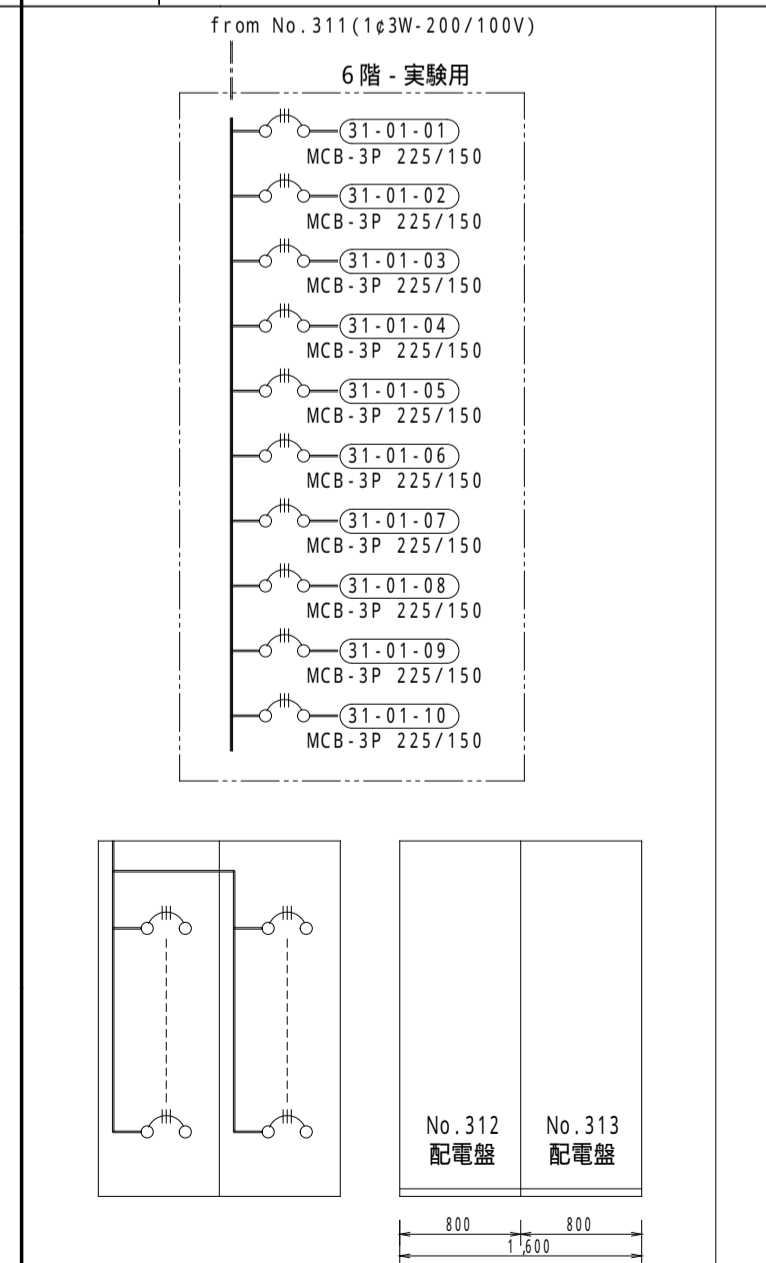 from No.311(1¢3W-200/100V)
6階-実験用
31-01-01
MCB-3P 225/150
31-01-02
MCB-3P 225/150
31-01-03
MCB-3P 225/150
31-01-04
MCB-3P 225/150
31-01-05
MCB-3P 225/150
31-01-06
MCB-3P 225/150
31-01-07
MCB-3P 225/150
31-01-08
MCB-3P 225/150
31-01-09
MCB-3P 225/150
31-01-10
MCB-3P 225/150
No.312
配電盤
No.313
配電盤
800
800
1,600